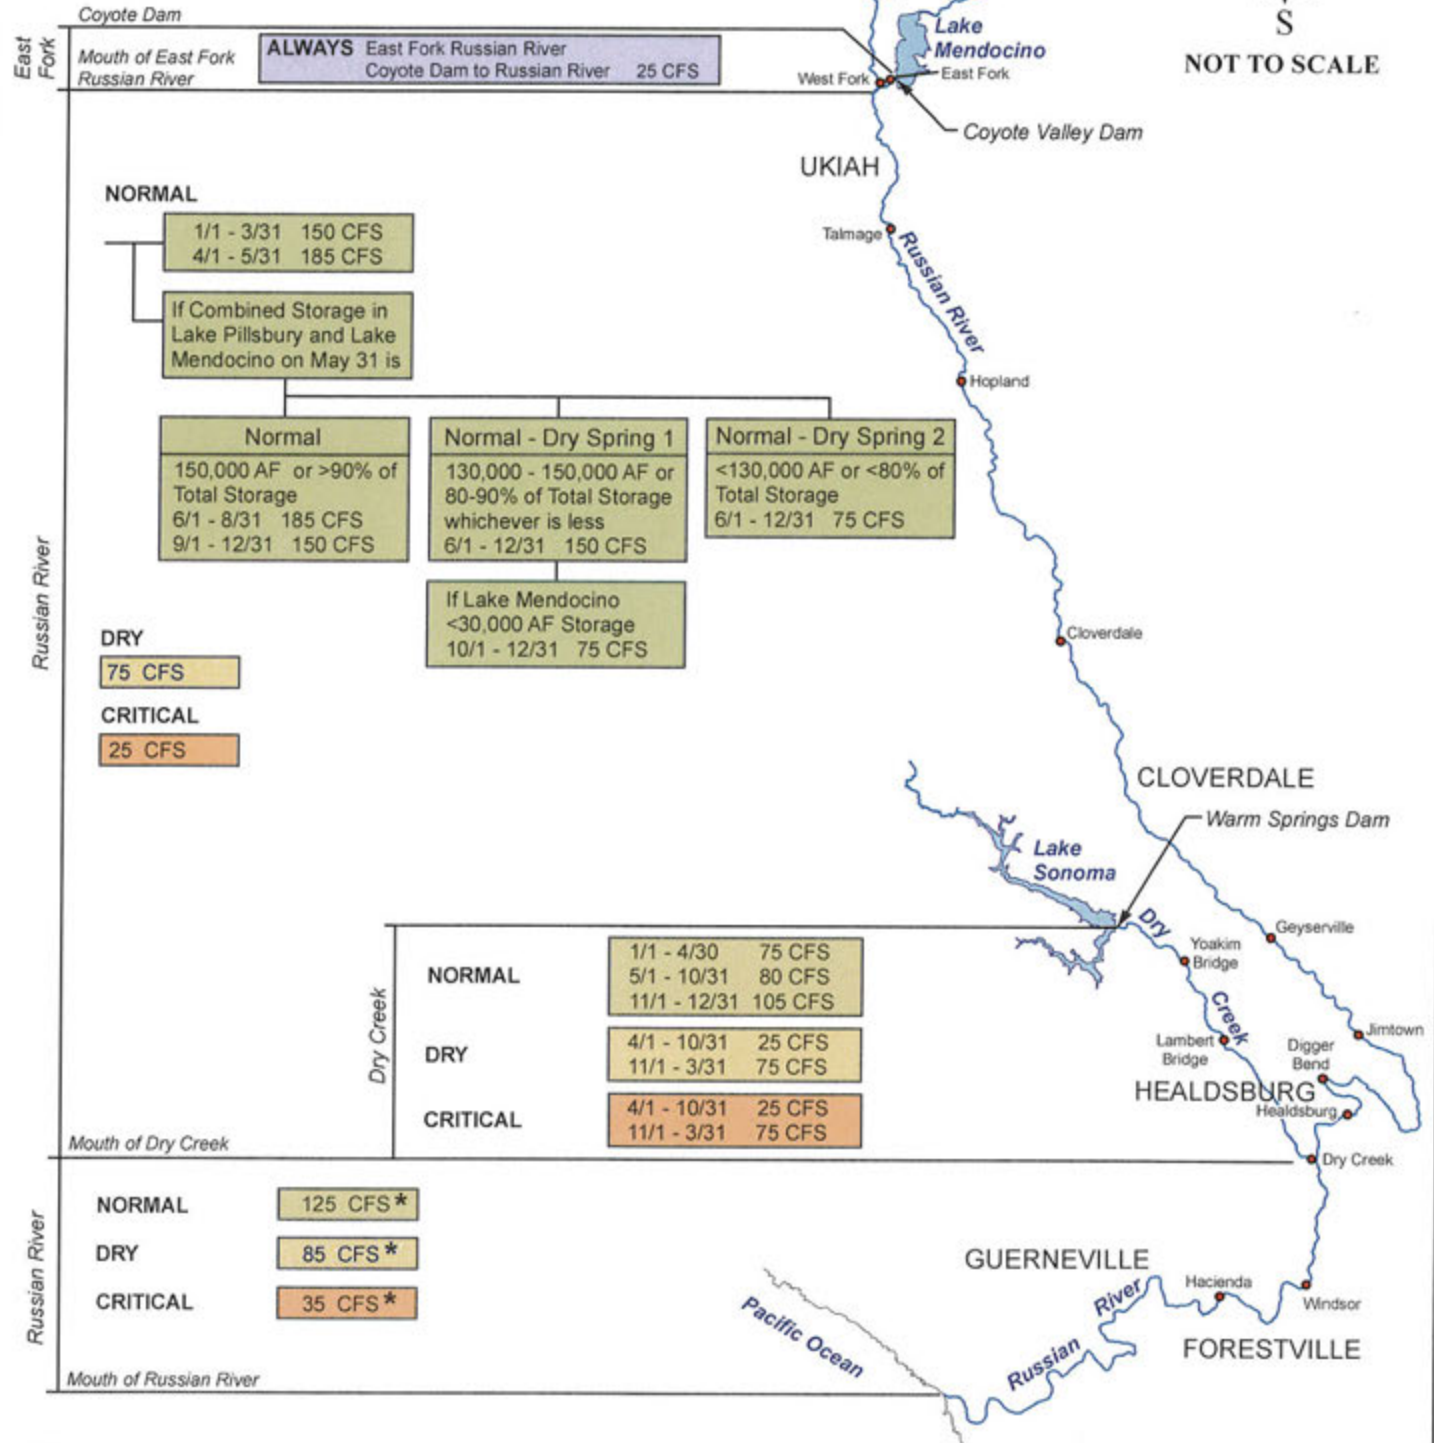 Coyote Dam
East
Fork
Mouth of East Fork
Russian River
ALWAYS East Fork Russian River
Coyote Dam to Russian River 25 CFS
Lake
Mendocino
West Fork
East Fork
Coyote Valley Dam
S
NOT TO SCALE
UKIAH
Talmage
Russian River
Hopland
NORMAL
1/1 - 3/31 150 CFS
4/1 - 5/31 185 CFS
If Combined Storage in
Lake Pillsbury and Lake
Mendocino on May 31 is
Normal
150,000 AF or >90% of
Total Storage
6/1 - 8/31 185 CFS
9/1 - 12/31 150 CFS
Normal - Dry Spring 1
130,000 - 150,000 AF or
80-90% of Total Storage
whichever is less
6/1 - 12/31 150 CFS
Normal - Dry Spring 2
<130,000 AF or <80% of
Total Storage
6/1 - 12/31 75 CFS
If Lake Mendocino
<30,000 AF Storage
10/1 - 12/31 75 CFS
Russian River
DRY
75 CFS
CRITICAL
25 CFS
Cloverdale
CLOVERDALE
Warm Springs Dam
Lake
Sonoma
Dry
Creek
Yoakim
Bridge
Geyserville
Lambert
Bridge
Digger
Bend
Jimtown
HEALDSBURG
Healdsburg
Dry Creek
Dry Creek
NORMAL
1/1 - 4/30 75 CFS
5/1 - 10/31 80 CFS
11/1 - 12/31 105 CFS
DRY
4/1 - 10/31 25 CFS
11/1 - 3/31 75 CFS
CRITICAL
4/1 - 10/31 25 CFS
11/1 - 3/31 75 CFS
Mouth of Dry Creek
Russian River
NORMAL
125 CFS*
DRY
85 CFS*
CRITICAL
35 CFS*
Mouth of Russian River
Pacific Ocean
GUERNEVILLE
Russian River
Hacienda
Windsor
FORESTVILLE